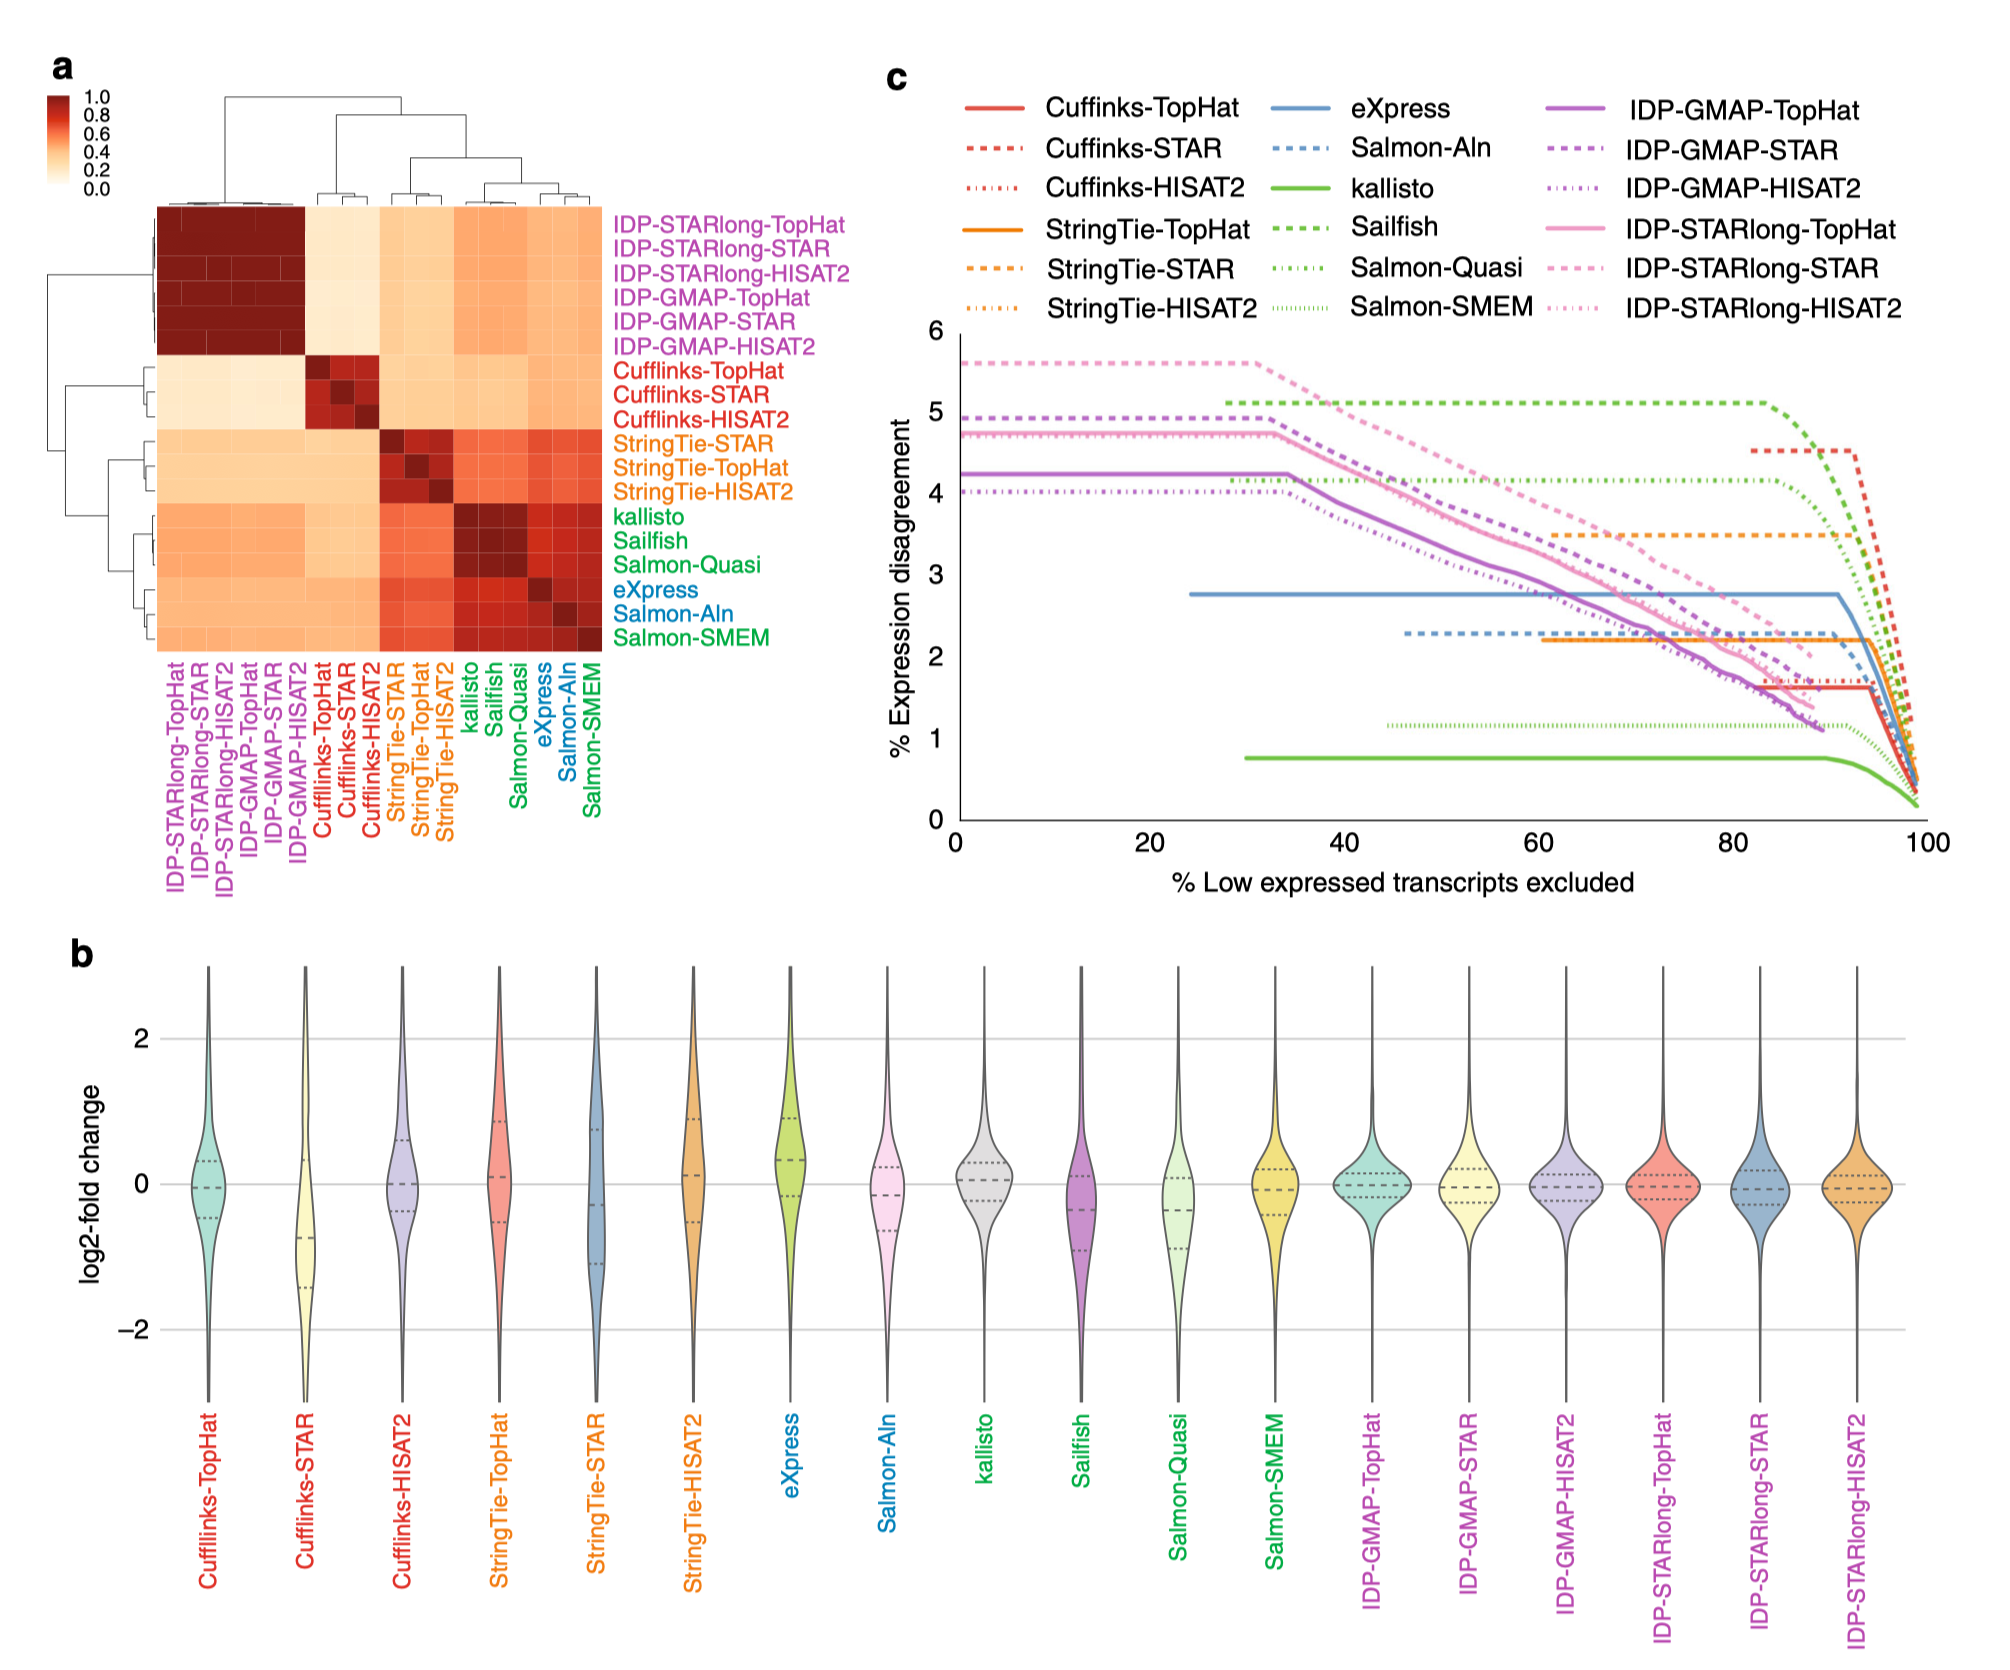 a
1.0
0.8
0.6
0.4
0.2
0.0
IDP-STARlong-TopHat
IDP-STARlong-STAR
IDP-STARlong-HISAT2
IDP-GMAP-TopHat
IDP-GMAP-STAR
IDP-GMAP-HISAT2
Cufflinks-TopHat
Cufflinks-STAR
Cufflinks-HISAT2
StringTie-STAR
StringTie-TopHat
StringTie-HISAT2
kallisto
Sailfish
Salmon-Quasi
eXpress
Salmon-Aln
Salmon-SMEM
IDP-STARlong-TopHat
IDP-STARlong-STAR
IDP-STARlong-HISAT2
IDP-GMAP-TopHat
IDP-GMAP-STAR
IDP-GMAP-HISAT2
Cufflinks-TopHat
Cufflinks-STAR
Cufflinks-HISAT2
StringTie-STAR
StringTie-TopHat
StringTie-HISAT2
kallisto
Sailfish
Salmon-Quasi
eXpress
Salmon-Aln
Salmon-SMEM
c
Cuffinks-TopHat
Cuffinks-STAR
Cuffinks-HISAT2
StringTie-TopHat
StringTie-STAR
StringTie-HISAT2
eXpress
Salmon-Aln
kallisto
Sailfish
Salmon-Quasi
Salmon-SMEM
IDP-GMAP-TopHat
IDP-GMAP-STAR
IDP-GMAP-HISAT2
IDP-STARlong-TopHat
IDP-STARlong-STAR
IDP-STARlong-HISAT2
% Expression disagreement
6
5
4
3
2
1
0
0 20 40 60 80 100
% Low expressed transcripts excluded
b
log2-fold change
2
0
−2
Cufflinks-TopHat
Cufflinks-STAR
Cufflinks-HISAT2
StringTie-TopHat
StringTie-STAR
StringTie-HISAT2
eXpress
Salmon-Aln
kallisto
Sailfish
Salmon-Quasi
Salmon-SMEM
IDP-GMAP-TopHat
IDP-GMAP-STAR
IDP-GMAP-HISAT2
IDP-STARlong-TopHat
IDP-STARlong-STAR
IDP-STARlong-HISAT2